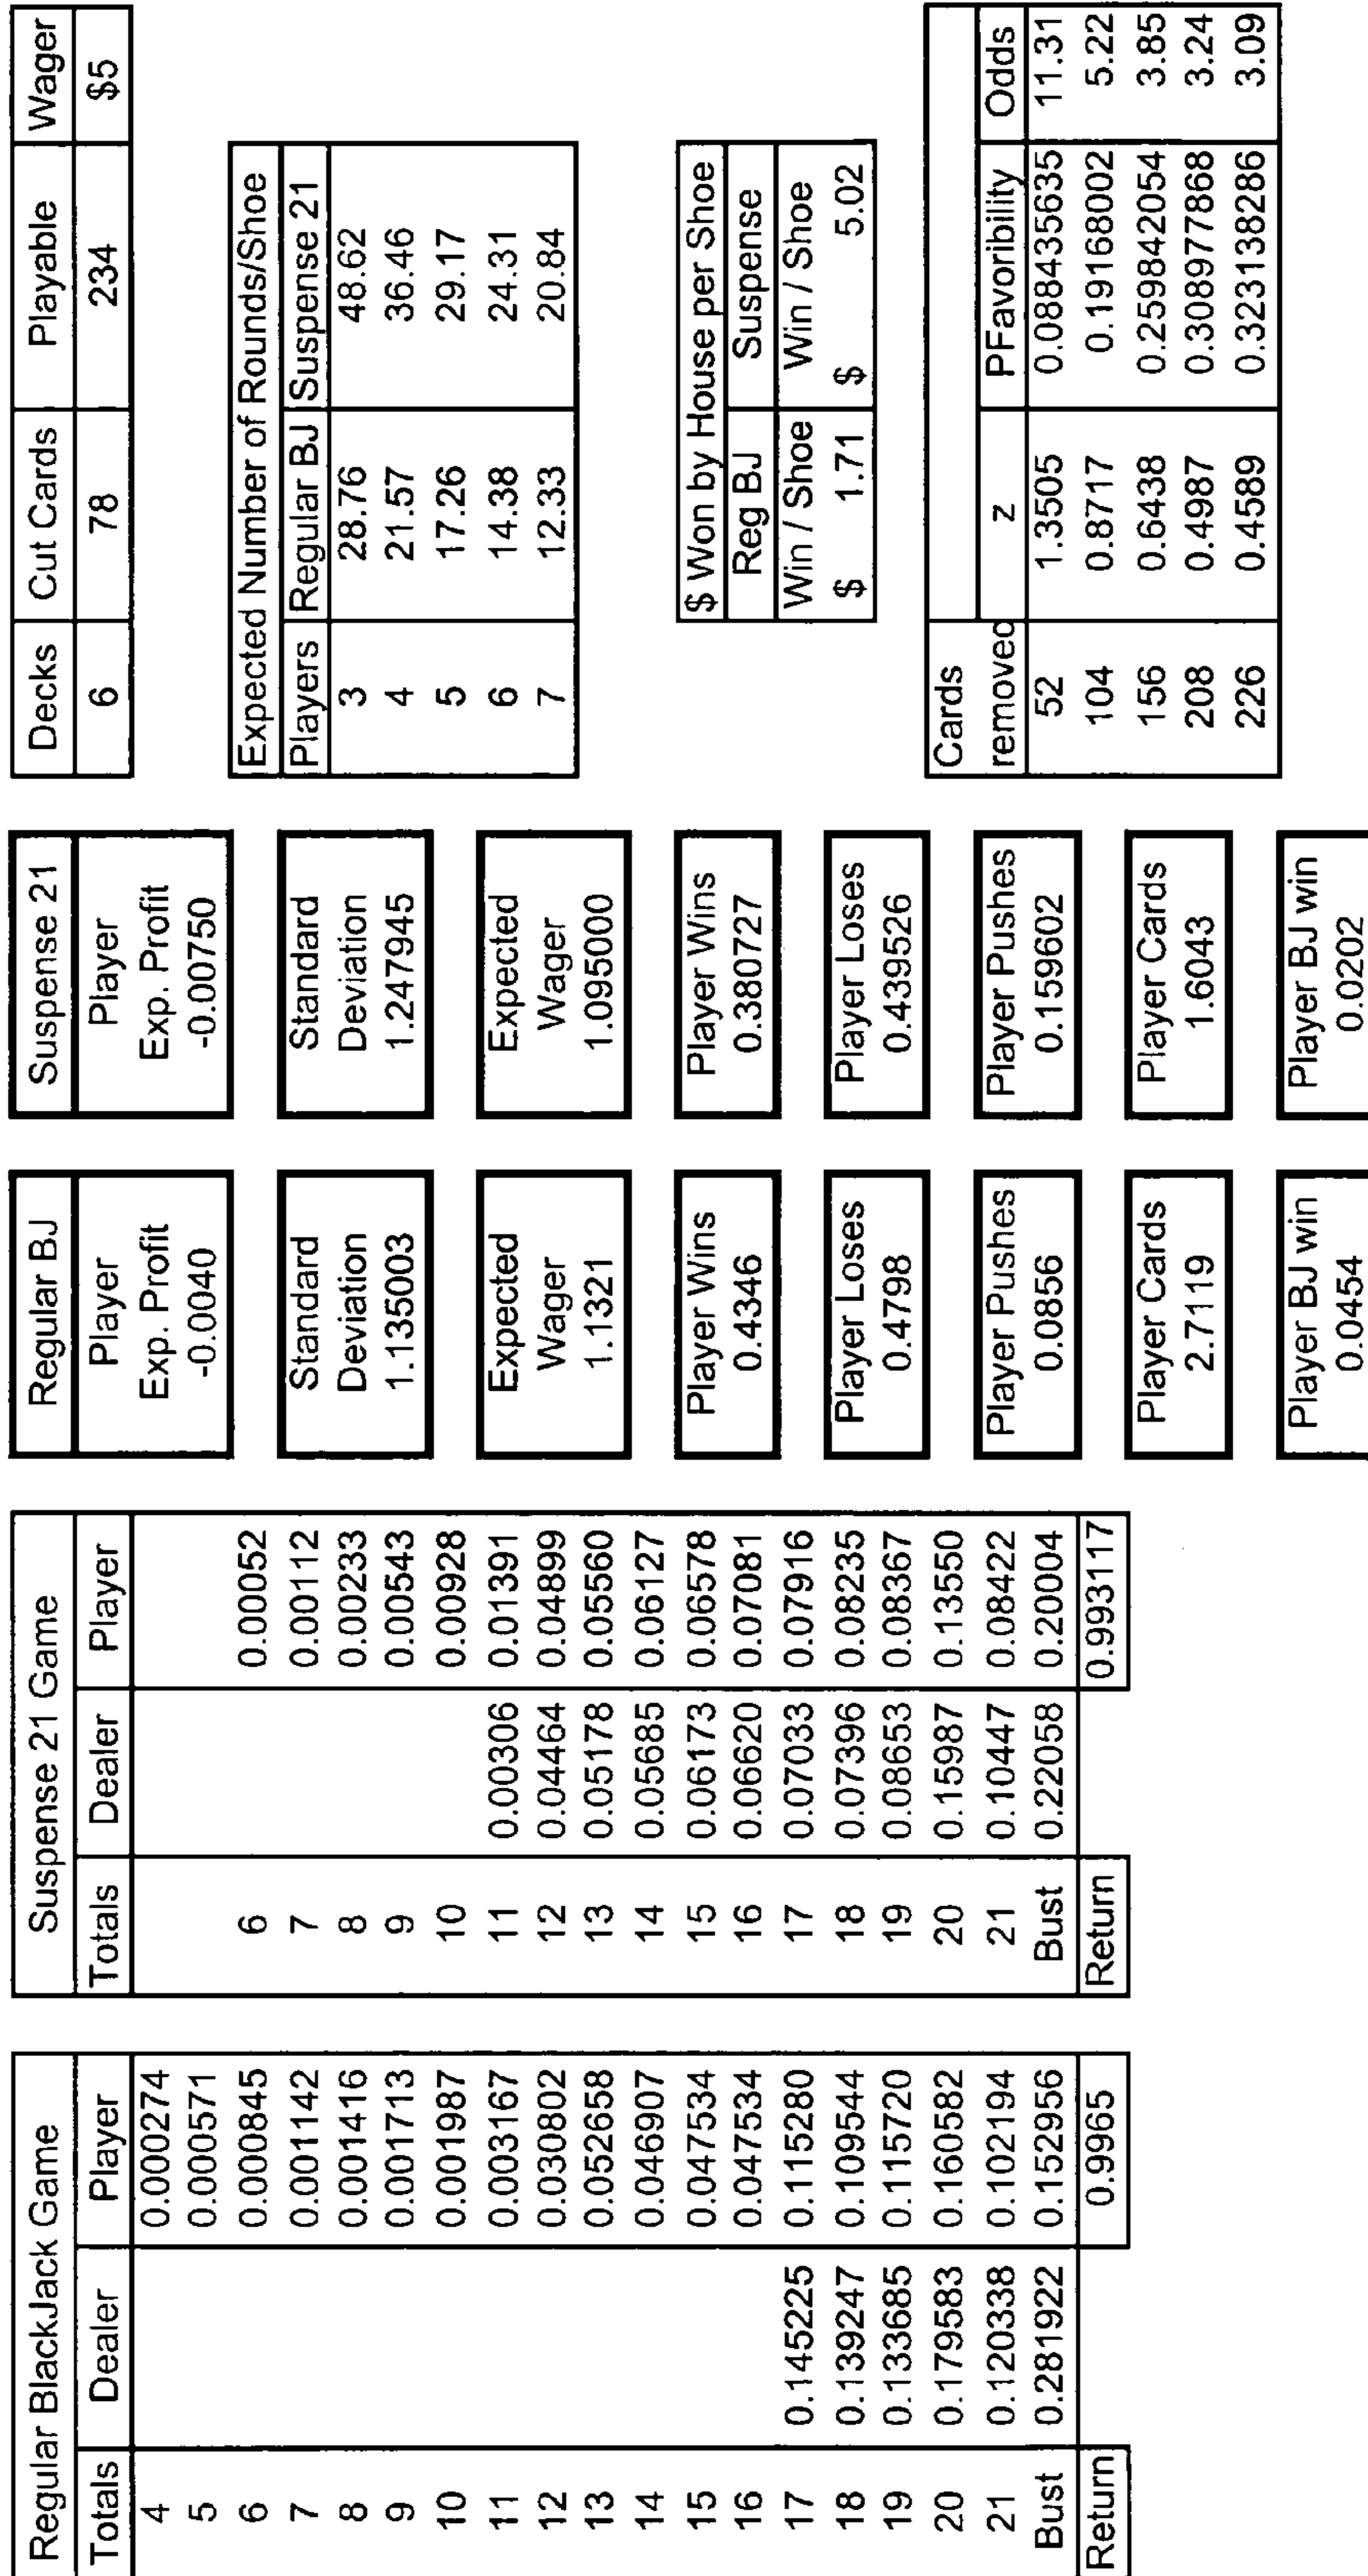 Regular BlackJack Game
Totals Dealer Player
4 0.000274
5 0.000571
6 0.000845
7 0.001142
8 0.001416
9 0.001713
10 0.001987
11 0.003167
12 0.030802
13 0.052658
14 0.046907
15 0.047534
16 0.047534
17 0.145225 0.115280
18 0.139247 0.109544
19 0.133685 0.115720
20 0.179583 0.160582
21 0.120338 0.102194
Bust 0.281922 0.152956
Return 0.9965
Suspense 21 Game
Totals Dealer Player
6 0.00052
7 0.00112
8 0.00233
9 0.00543
10 0.00928
11 0.00306 0.01391
12 0.04464 0.04899
13 0.05178 0.05560
14 0.05685 0.06127
15 0.06173 0.06578
16 0.06620 0.07081
17 0.07033 0.07916
18 0.07396 0.08235
19 0.08653 0.08367
20 0.15987 0.13550
21 0.10447 0.08422
Bust 0.22058 0.20004
Return 0.993117
Regular BJ
Player
Exp. Profit
-0.0040
Standard
Deviation
1.135003
Expected
Wager
1.1321
Player Wins
0.4346
Player Loses
0.4798
Player Pushes
0.0856
Player Cards
2.7119
Player BJ win
0.0454
Suspense 21
Player
Exp. Profit
-0.00750
Standard
Deviation
1.247945
Expected
Wager
1.095000
Player Wins
0.380727
Player Loses
0.439526
Player Pushes
0.159602
Player Cards
1.6043
Player BJ win
0.0202
Decks Cut Cards Playable Wager
6 78 234 $5
Expected Number of Rounds/Shoe
Players Regular BJ Suspense 21
3 28.76 48.62
4 21.57 36.46
5 17.26 29.17
6 14.38 24.31
7 12.33 20.84
$ Won by House per Shoe
Reg BJ Suspense
Win / Shoe Win / Shoe
$ 1.71 $ 5.02
Cards
removed z PFavoribility Odds
52 1.3505 0.088435635 11.31
104 0.8717 0.19168002 5.22
156 0.6438 0.259842054 3.85
208 0.4987 0.308977868 3.24
226 0.4589 0.323138286 3.09